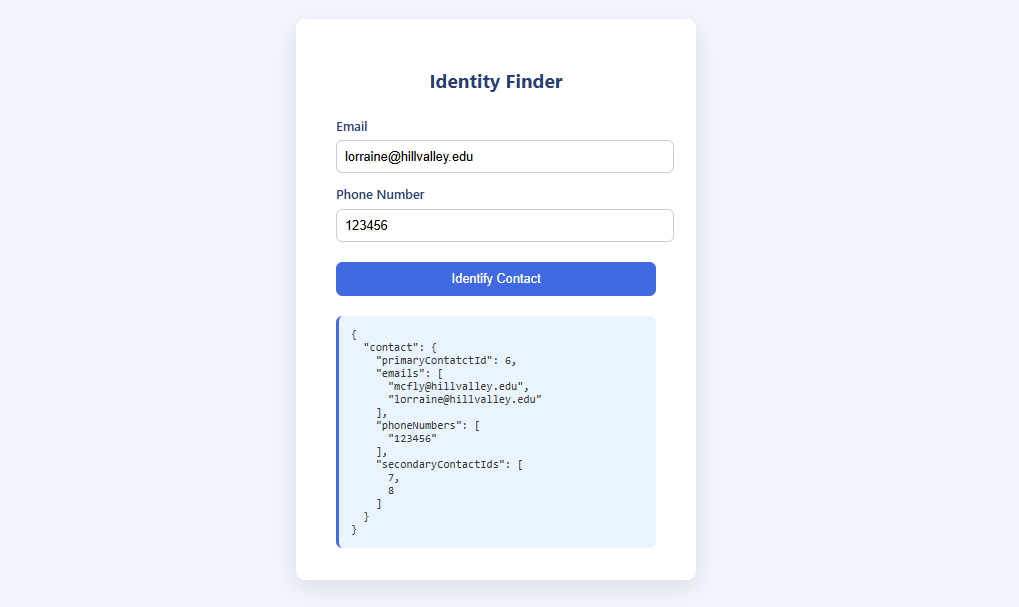 Identity Finder
Email
lorraine@hillvalley.edu
Phone Number
123456
Identify Contact
{
  "contact": {
    "primaryContatctId": 6,
    "emails": [
      "mcfly@hillvalley.edu",
      "lorraine@hillvalley.edu"
    ],
    "phoneNumbers": [
      "123456"
    ],
    "secondaryContactIds": [
      7,
      8
    ]
  }
}